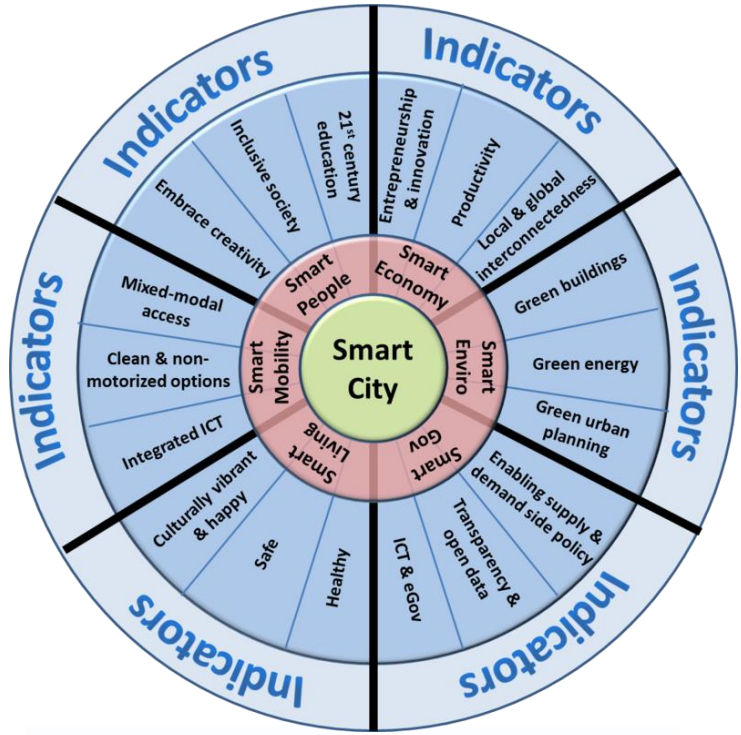 Smart
City
Smart
Economy
Smart
Enviro
Smart
Gov
Smart
Living
Smart
Mobility
Smart
People
Entrepreneurship
& innovation
Productivity
Local & global
interconnectedness
Green buildings
Green energy
Green urban
planning
Enabling supply &
demand side policy
Transparency &
open data
ICT & eGov
Healthy
Safe
Culturally vibrant
& happy
Integrated ICT
Clean & non-
motorized options
Mixed-modal
access
Embrace creativity
Inclusive society
21st century
education
Indicators
Indicators
Indicators
Indicators
Indicators
Indicators